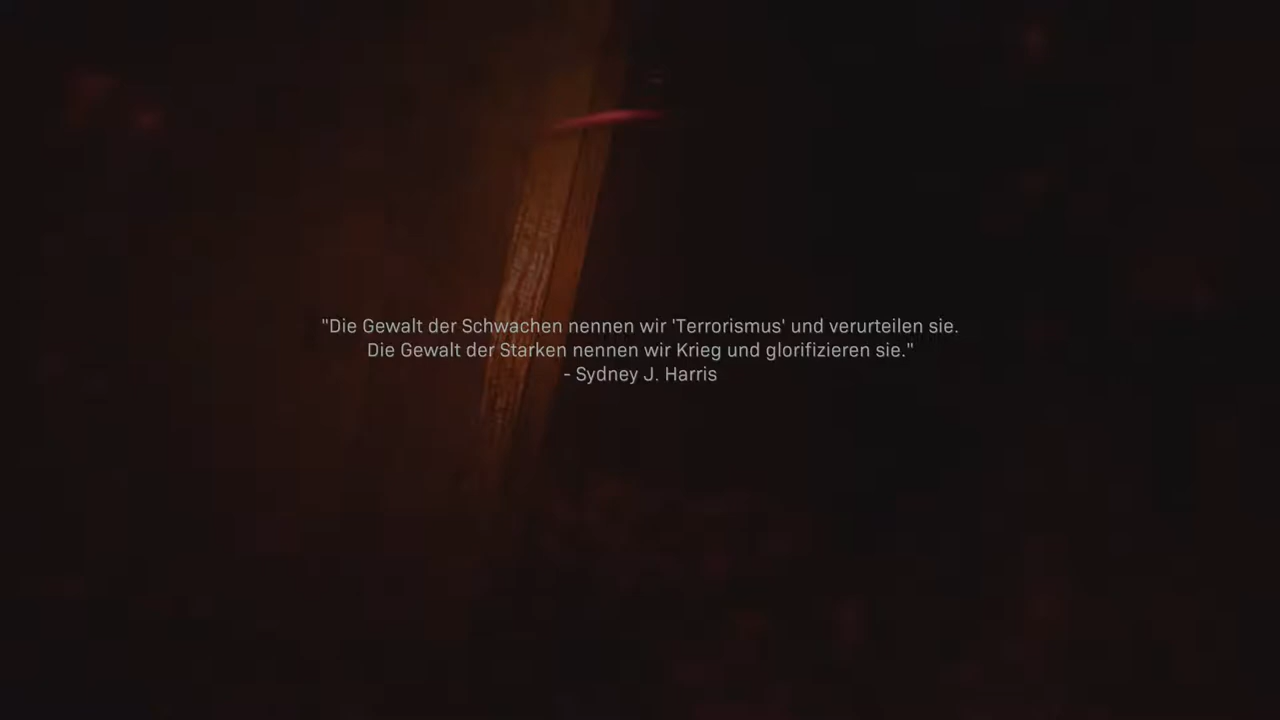 "Die Gewalt der Schwachen nennen wir 'Terrorismus' und verurteilen sie.
Die Gewalt der Starken nennen wir Krieg und glorifizieren sie."
- Sydney J. Harris